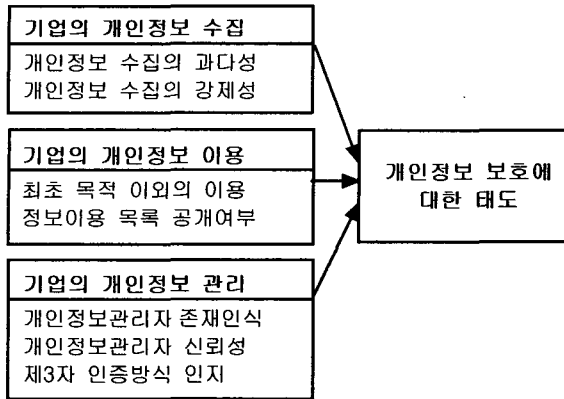 기업의 개인정보 수집
개인정보 수집의 과다성
개인정보 수집의 강제성
기업의 개인정보 이용
최초 목적 이외의 이용
정보이용 목록 공개여부
기업의 개인정보 관리
개인정보관리자 존재인식
개인정보관리자 신뢰성
제3자 인증방식 인지
개인정보 보호에
대한 태도